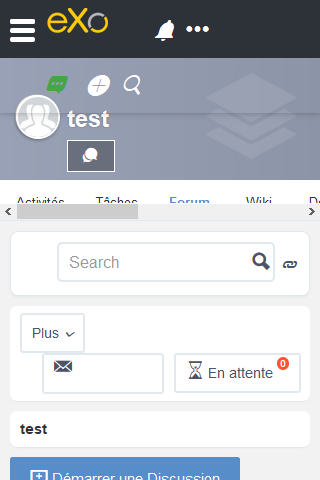 eXo
test
Activités Tâches Forum Wiki
Search
Plus
En attente 0
test
Démarrer une Discussion